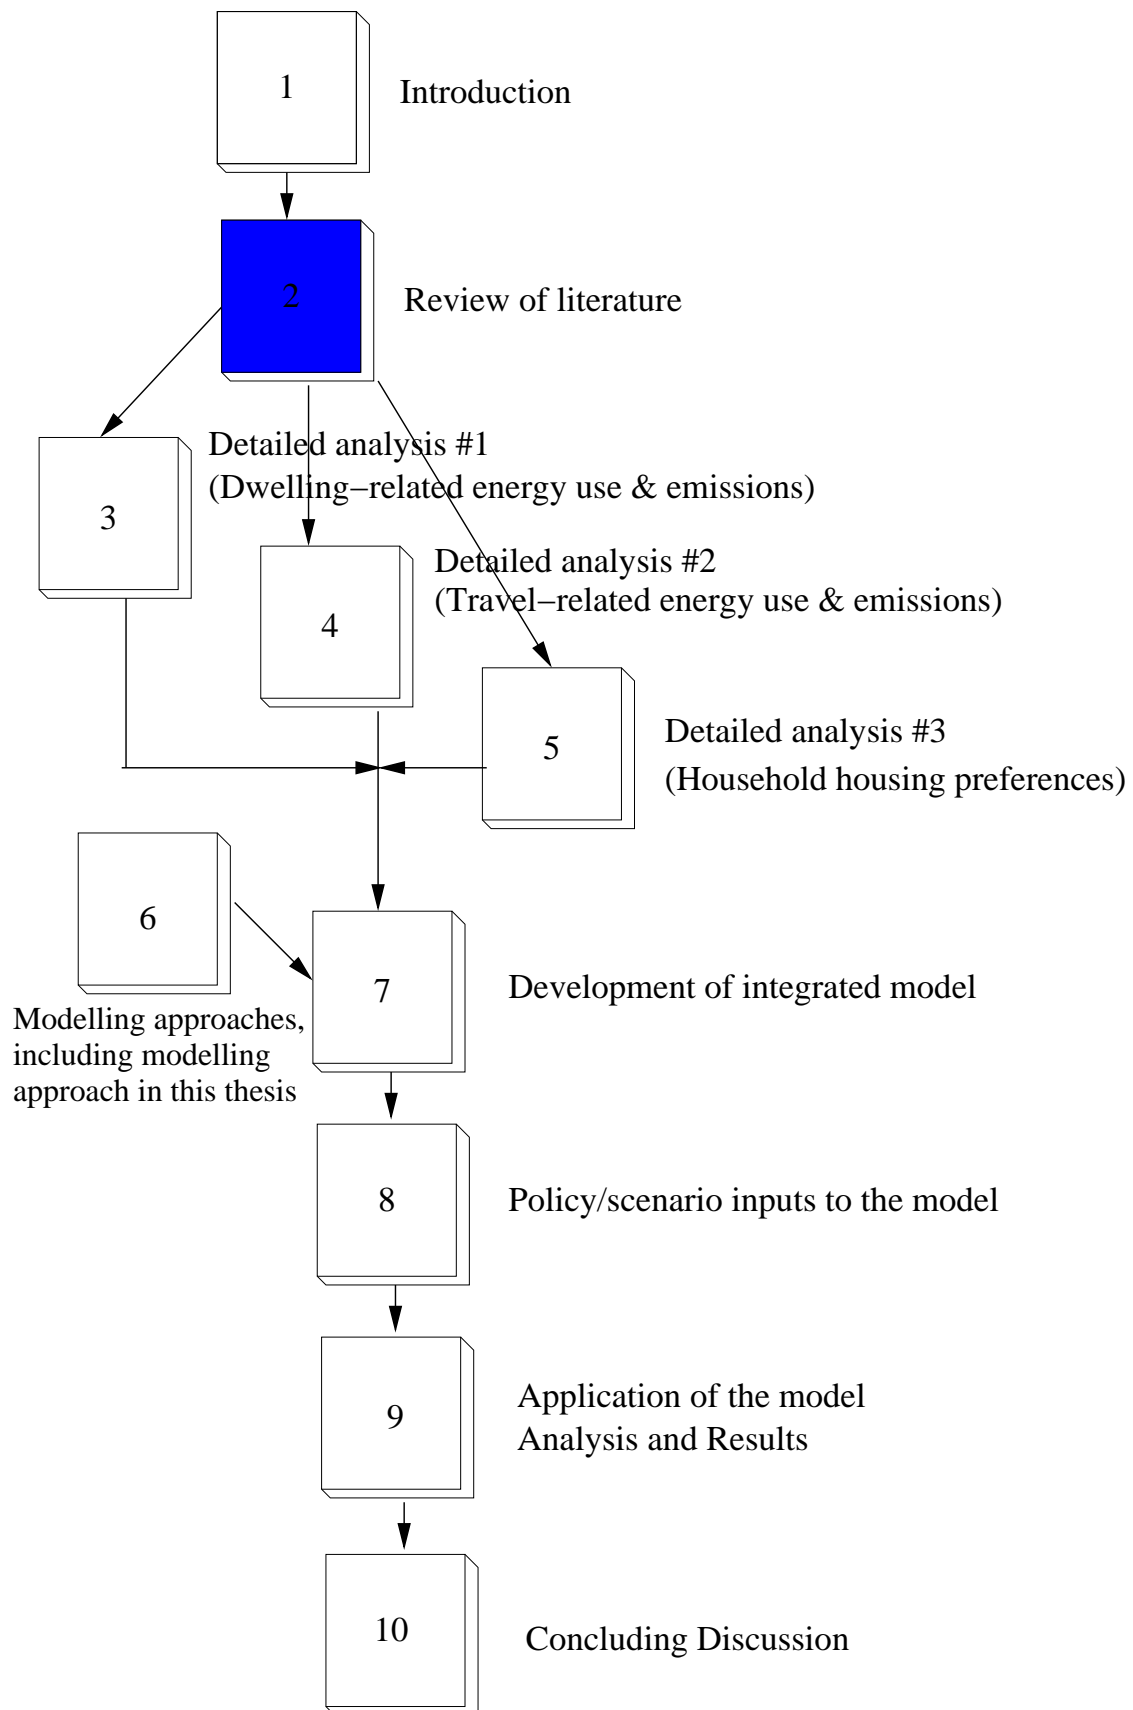 1
Introduction
2
Review of literature
Detailed analysis #1
(Dwelling−related energy use & emissions)
3
Detailed analysis #2
(Travel−related energy use & emissions)
4
Detailed analysis #3
(Household housing preferences)
5
6
Modelling approaches,
including modelling
approach in this thesis
7
Development of integrated model
8
Policy/scenario inputs to the model
9
Application of the model
Analysis and Results
10
Concluding Discussion